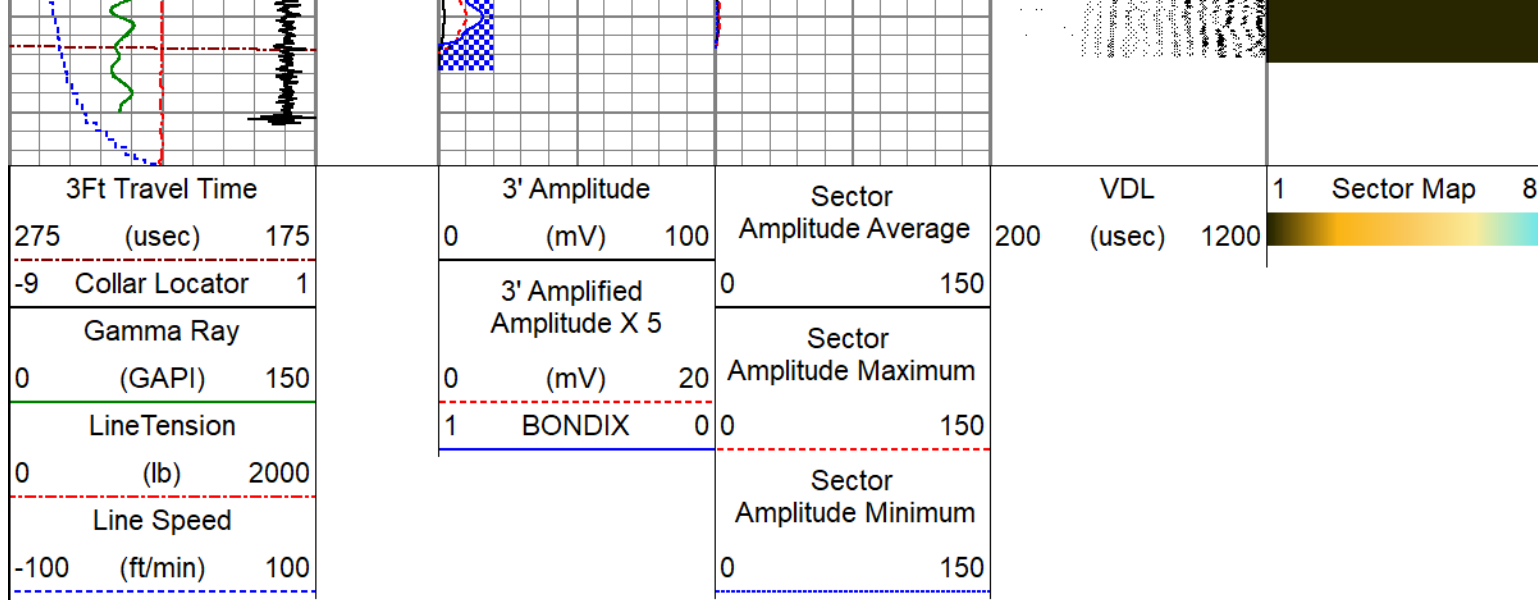 3Ft Travel Time
275 (usec) 175
-9 Collar Locator 1
Gamma Ray
0 (GAPI) 150
LineTension
0 (lb) 2000
Line Speed
-100 (ft/min) 100
3' Amplitude
0 (mV) 100
3' Amplified
Amplitude X 5
0 (mV) 20
1 BONDIX 0
Sector
Amplitude Average
0 150
Sector
Amplitude Maximum
0 150
Sector
Amplitude Minimum
0 150
VDL
200 (usec) 1200
1 Sector Map 8